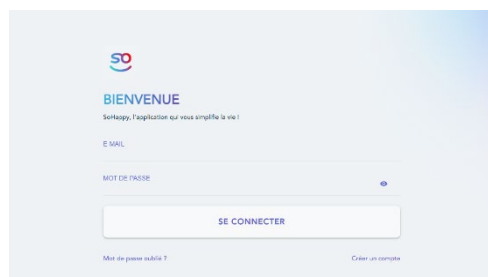 so
BIENVENUE
SoHappy, l'application qui vous simplifie la vie !
E MAIL
MOT DE PASSE
SE CONNECTER
Mot de passe oublié ?
Créer un compte